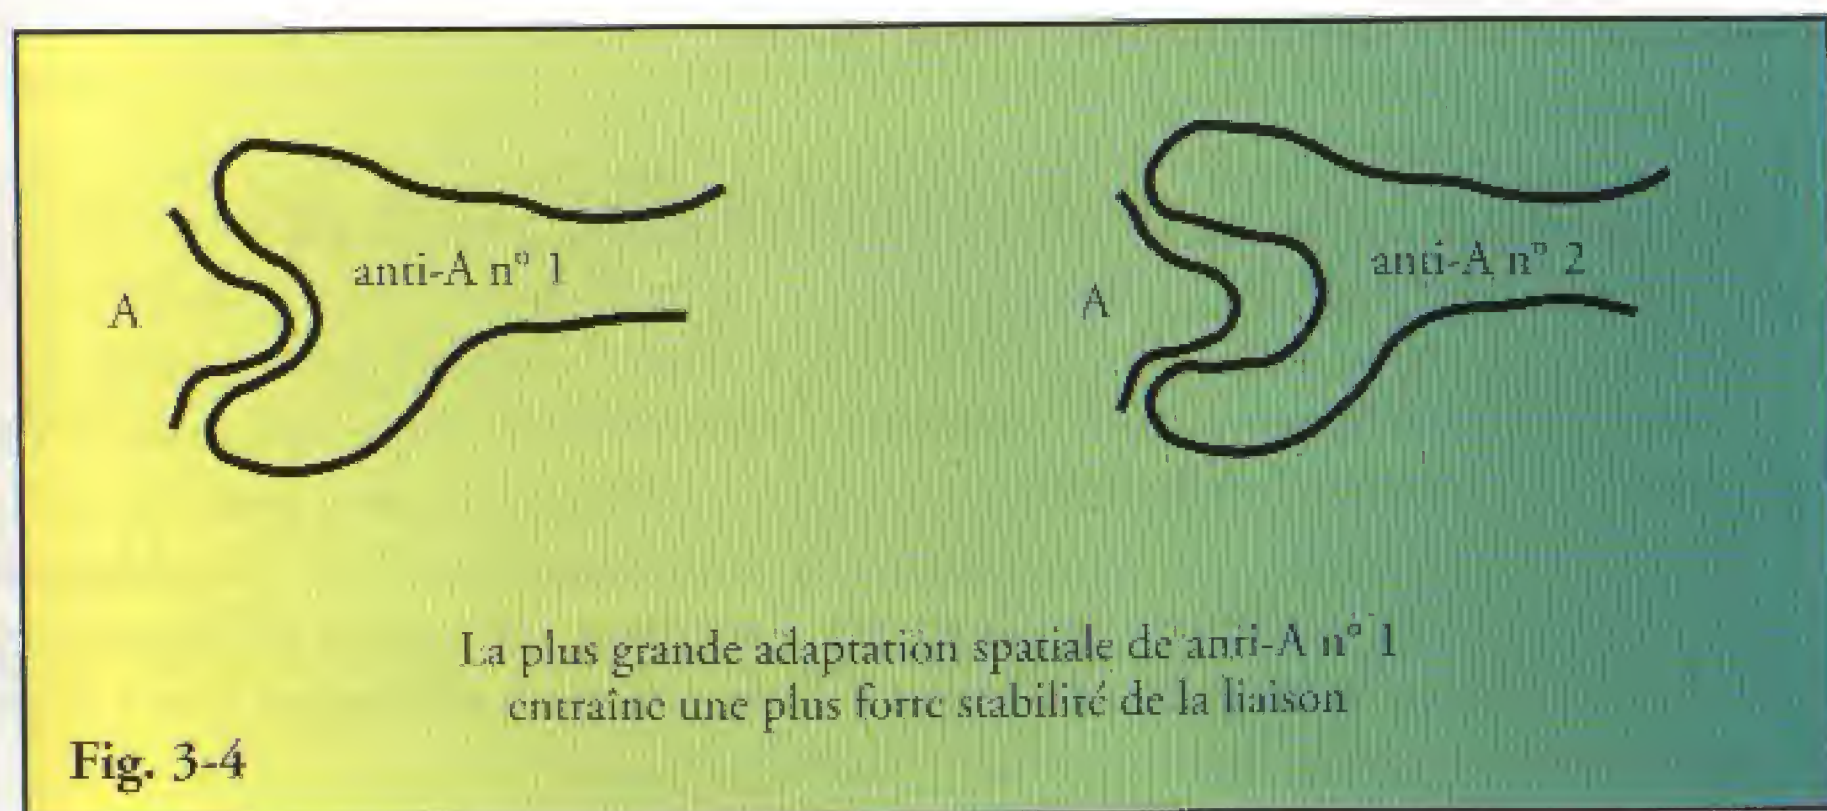 A
anti-A n° 1
A
anti-A n° 2
La plus grande adaptation spatiale de anti-A n° 1
entraîne une plus forte stabilité de la liaison
Fig. 3-4